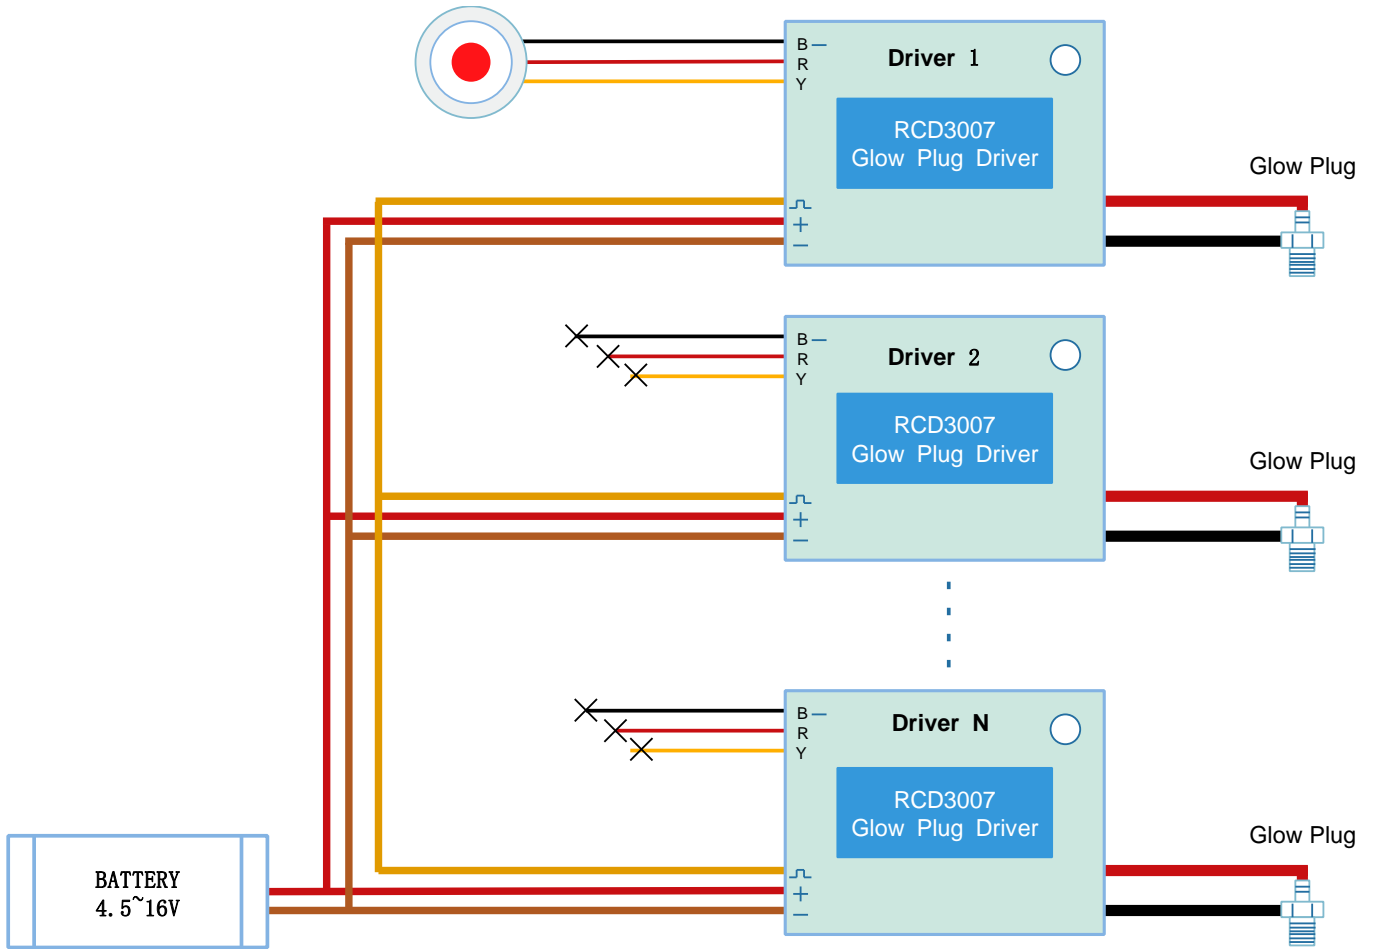 B
R
Y
Driver 1
RCD3007
Glow Plug Driver
+
−
Glow Plug
B
R
Y
Driver 2
RCD3007
Glow Plug Driver
+
−
Glow Plug
B
R
Y
Driver N
RCD3007
Glow Plug Driver
+
−
Glow Plug
BATTERY
4.5~16V